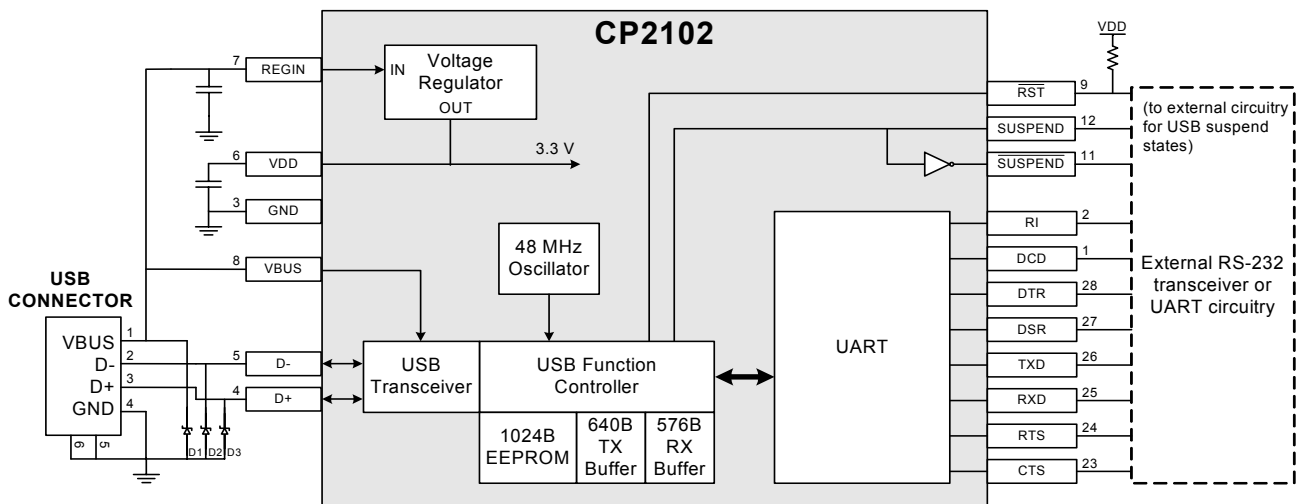 CP2102
7
REGIN
IN
Voltage
Regulator
OUT
6
VDD
3.3 V
3
GND
8
VBUS
48 MHz
Oscillator
USB
CONNECTOR
VBUS
D-
D+
GND
1
2
3
4
6
5
D1
D2
D3
5
D-
4
D+
USB
Transceiver
USB Function
Controller
1024B
EEPROM
640B
TX
Buffer
576B
RX
Buffer
UART
VDD
RST
9
SUSPEND
12
SUSPEND
11
RI
2
DCD
1
DTR
28
DSR
27
TXD
26
RXD
25
RTS
24
CTS
23
(to external circuitry
for USB suspend
states)
External RS-232
transceiver or
UART circuitry